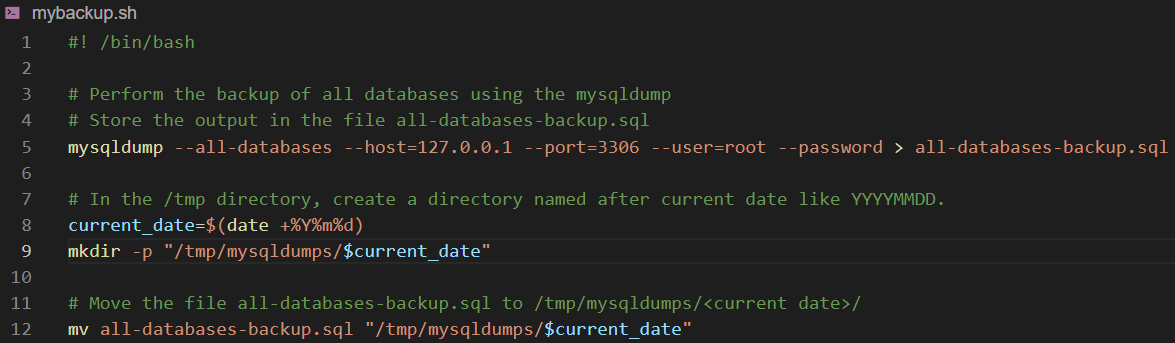 mybackup.sh
1 #! /bin/bash
2
3 # Perform the backup of all databases using the mysqldump
4 # Store the output in the file all-databases-backup.sql
5 mysqldump --all-databases --host=127.0.0.1 --port=3306 --user=root --password > all-databases-backup.sql
6
7 # In the /tmp directory, create a directory named after current date like YYYYMMDD.
8 current_date=$(date +%Y%m%d)
9 mkdir -p "/tmp/mysqldumps/$current_date"
10
11 # Move the file all-databases-backup.sql to /tmp/mysqldumps/<current date>/
12 mv all-databases-backup.sql "/tmp/mysqldumps/$current_date"